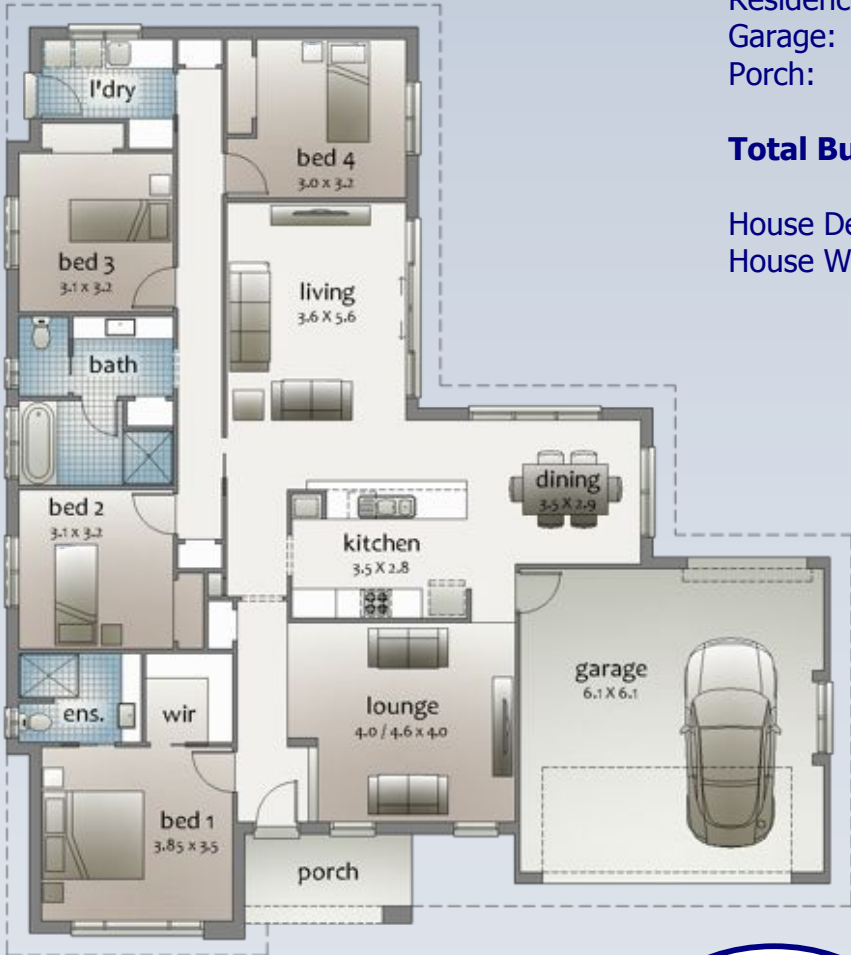 Garage:
Porch:
Total
House
House
l'dry
bed 4
3.0 x 3.2
bed 3
3.1 x 3.2
living
3.6 x 5.6
bath
bed 2
3.1 x 3.2
dining
3.5 X 2.9
kitchen
3.5 X 2.8
ens.
wir
lounge
4.0 / 4.6 x 4.0
garage
6.1 X 6.1
bed 1
3.85 x 3.5
porch